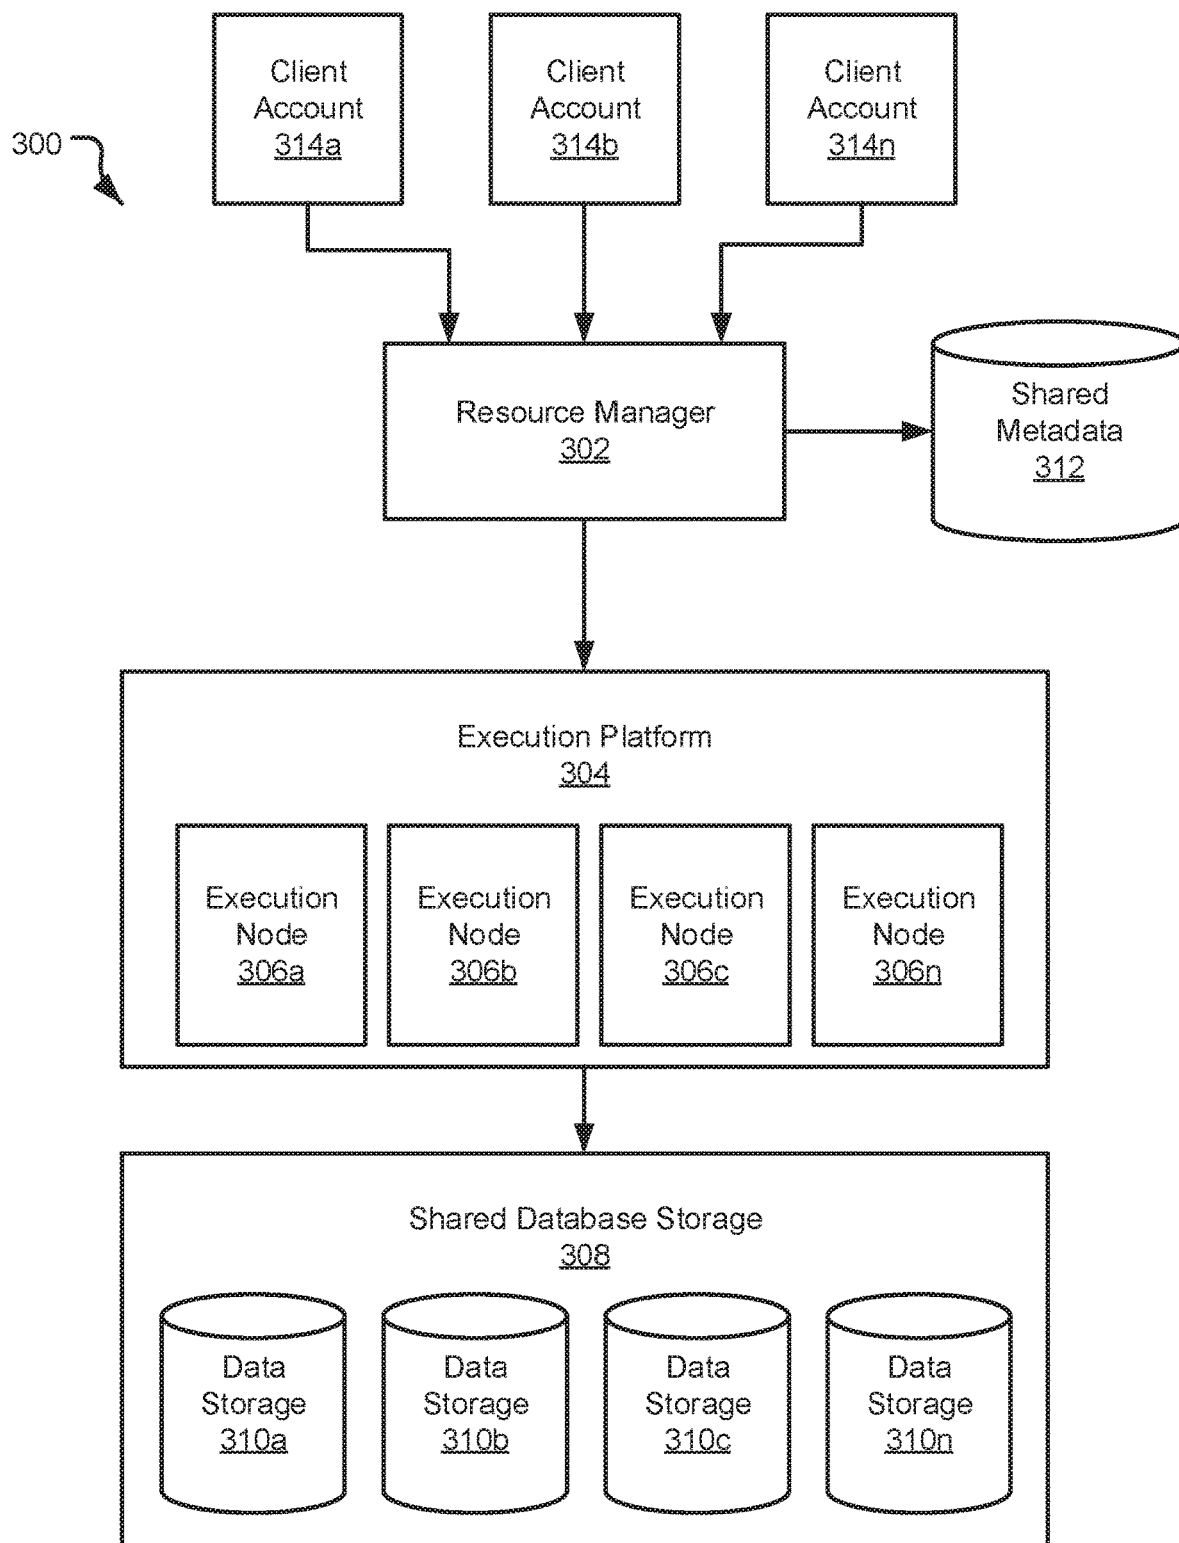 Client
Account
314a
Client
Account
314b
Client
Account
314n
300
Resource Manager
302
Shared
Metadata
312
Execution Platform
304
Execution
Node
306a
Execution
Node
306b
Execution
Node
306c
Execution
Node
306n
Shared Database Storage
308
Data
Storage
310a
Data
Storage
310b
Data
Storage
310c
Data
Storage
310n